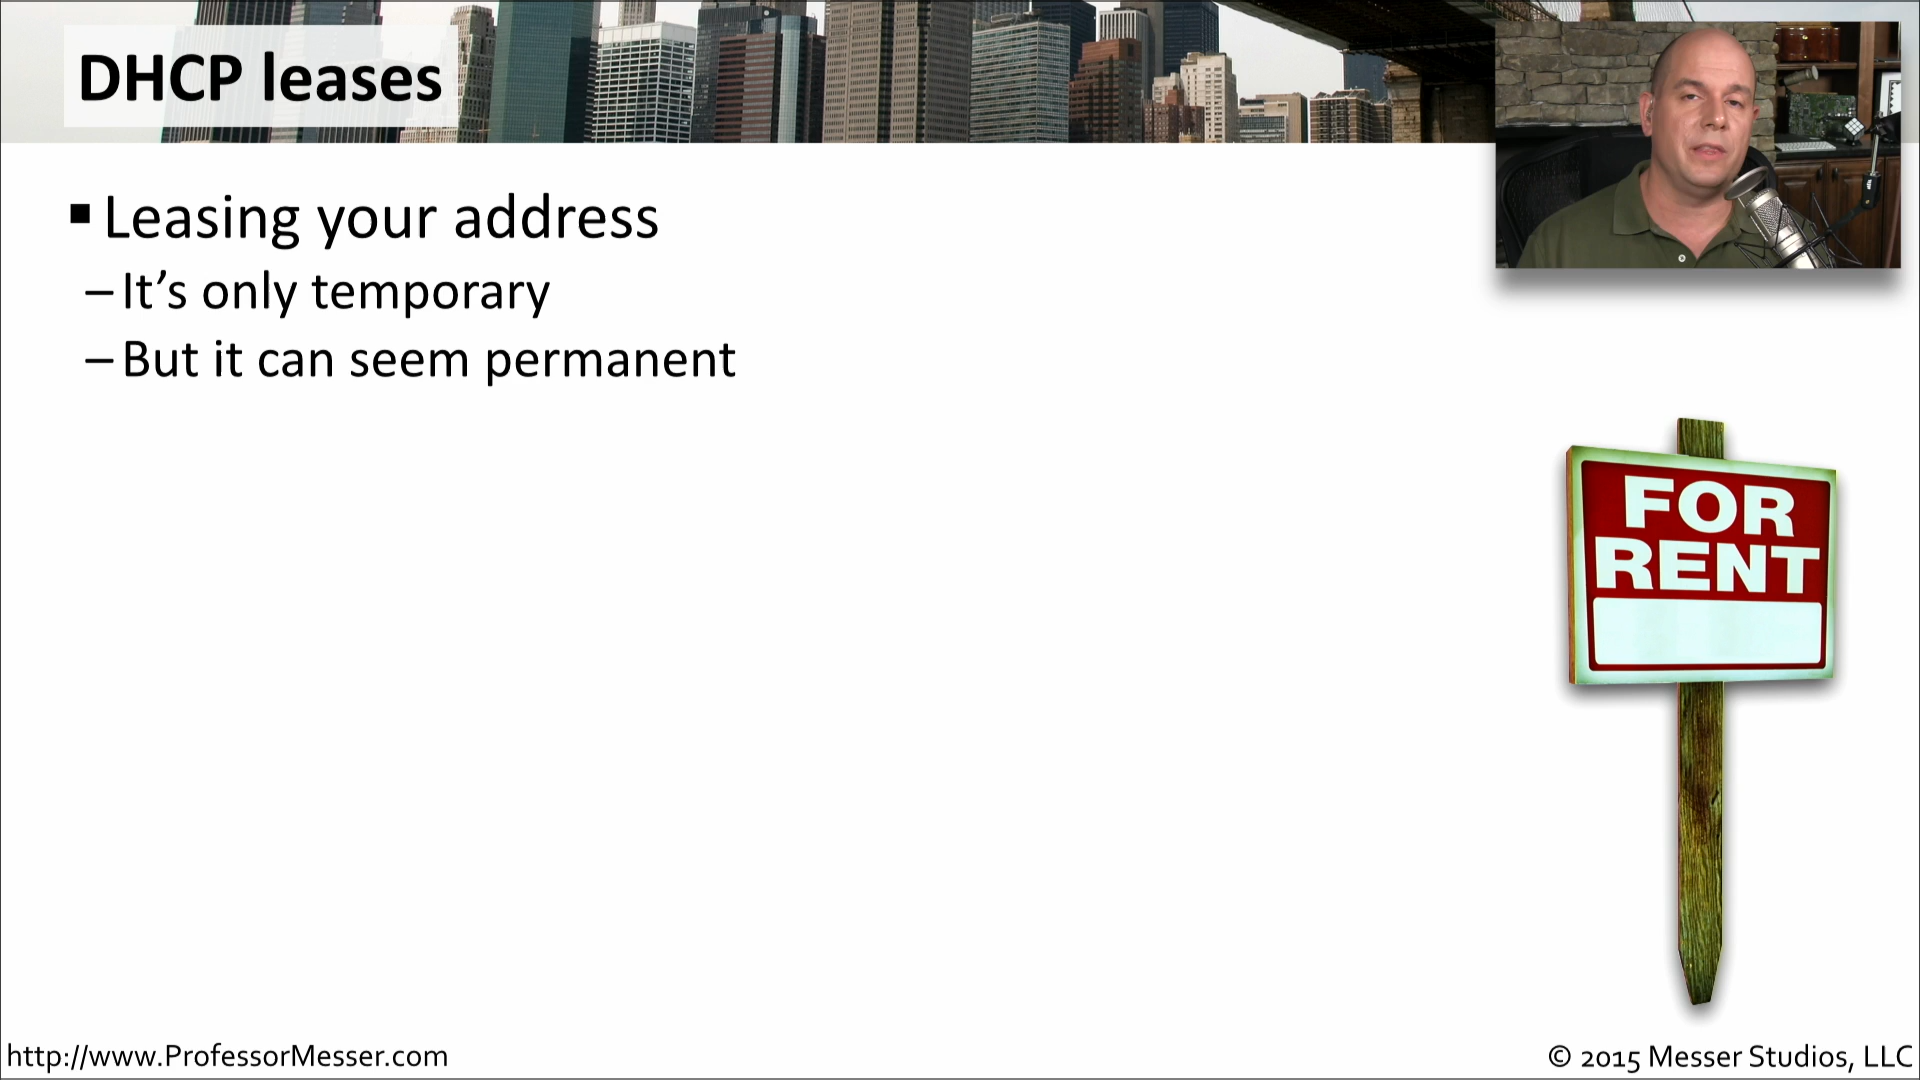 DHCP leases
▪ Leasing your address
– It’s only temporary
– But it can seem permanent
FOR
RENT
http://www.ProfessorMesser.com
© 2015 Messer Studios, LLC